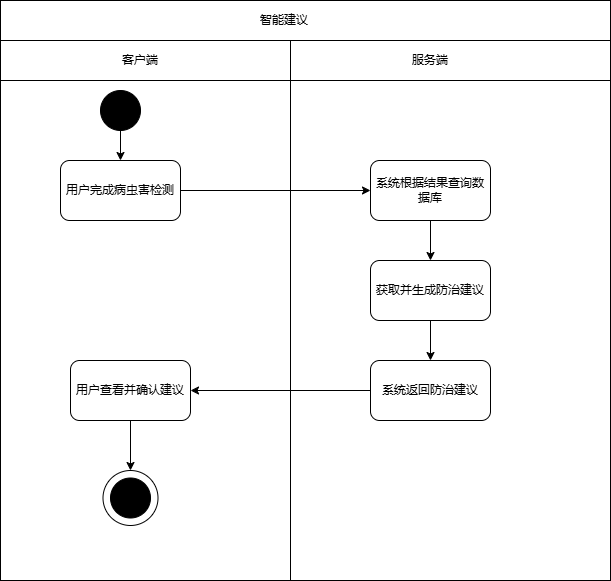 智能建议
客户端
服务端
用户完成病虫害检测
系统根据结果查询数
据库
获取并生成防治建议
系统返回防治建议
用户查看并确认建议